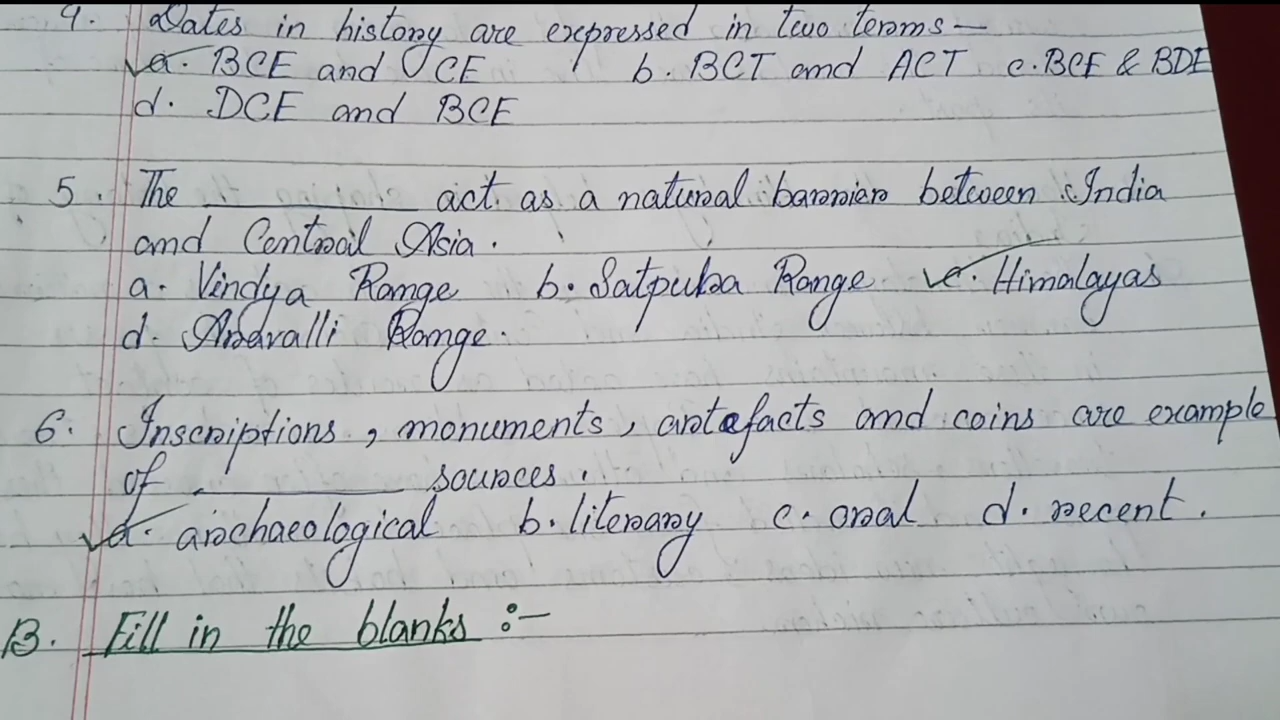 4. Dates in history are expressed in two terms—
✓a. BCE and CE b. BCT and ACT c. BCE & BDE
d. DCE and BCE
5. The ________ act as a natural barrier between India
and Central Asia.
a. Vindya Range b. Satpura Range ✓c. Himalayas
d. Aravalli Range.
6. Inscriptions, monuments, artefacts and coins are example
of ________ sources.
✓a. archaeological b. literary c. oral d. recent.
B. Fill in the blanks :-